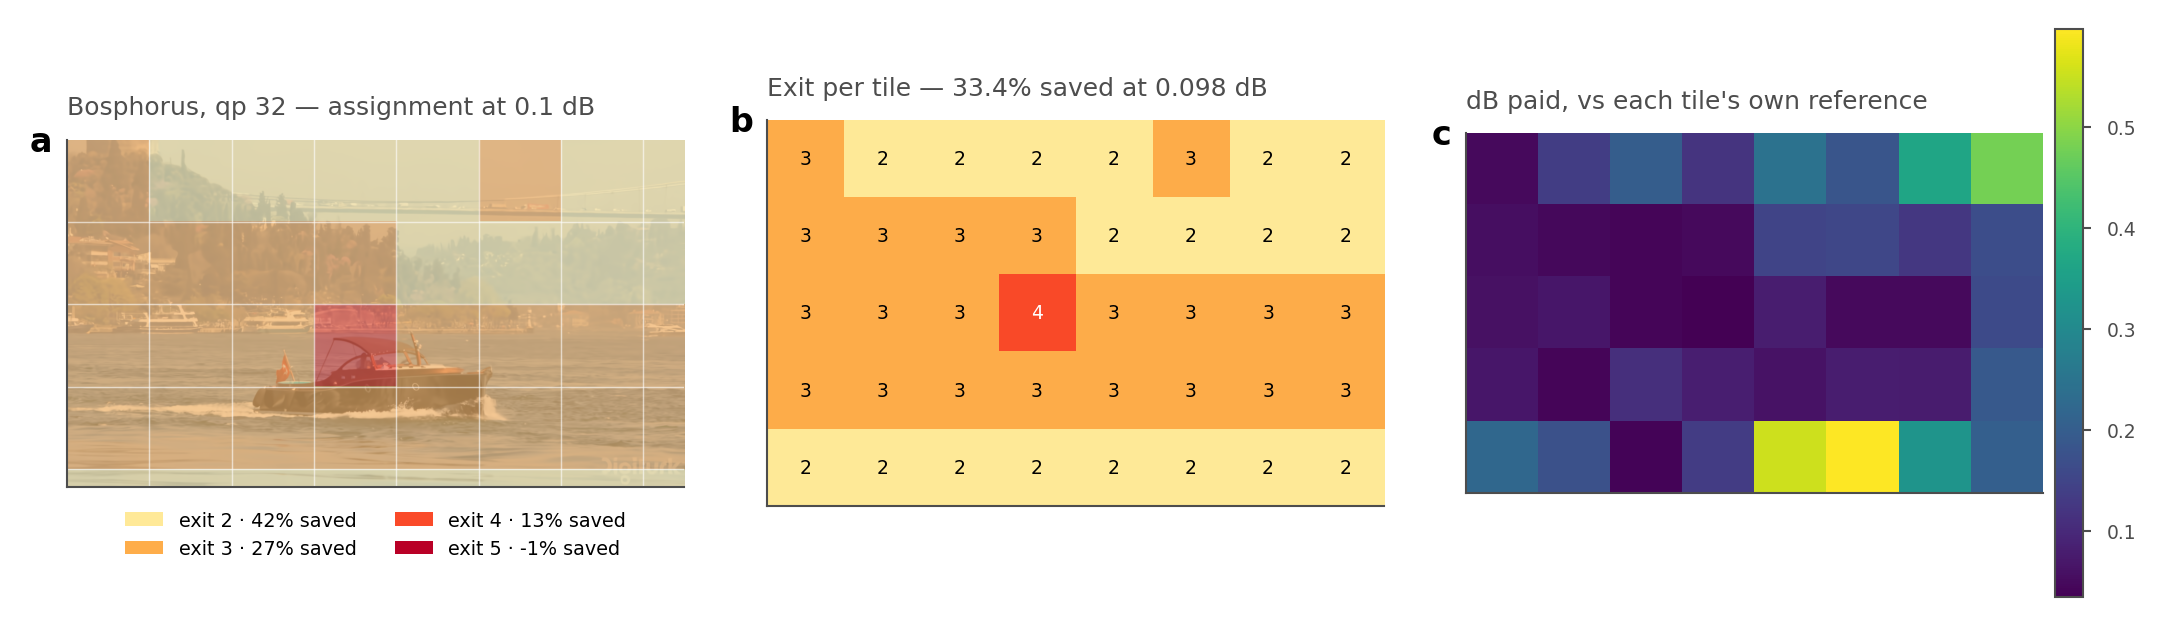 a
Bosphorus, qp 32 — assignment at 0.1 dB
exit 2 · 42% saved
exit 3 · 27% saved
exit 4 · 13% saved
exit 5 · -1% saved
b
Exit per tile — 33.4% saved at 0.098 dB
3 2 2 2 2 3 2 2
3 3 3 3 2 2 2 2
3 3 3 4 3 3 3 3
3 3 3 3 3 3 3 3
2 2 2 2 2 2 2 2
c
dB paid, vs each tile's own reference
0.5
0.4
0.3
0.2
0.1